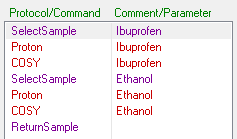 Protocol/Command Comment/Parameter
SelectSample Ibuprofen
Proton Ibuprofen
COSY Ibuprofen
SelectSample Ethanol
Proton Ethanol
COSY Ethanol
ReturnSample